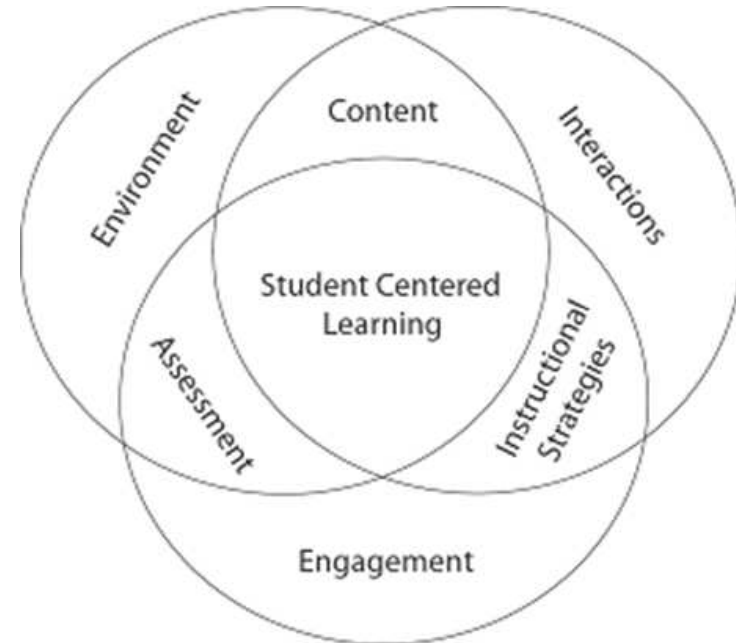 Environment
Content
Interactions
Student Centered
Learning
Assessment
Instructional
Strategies
Engagement